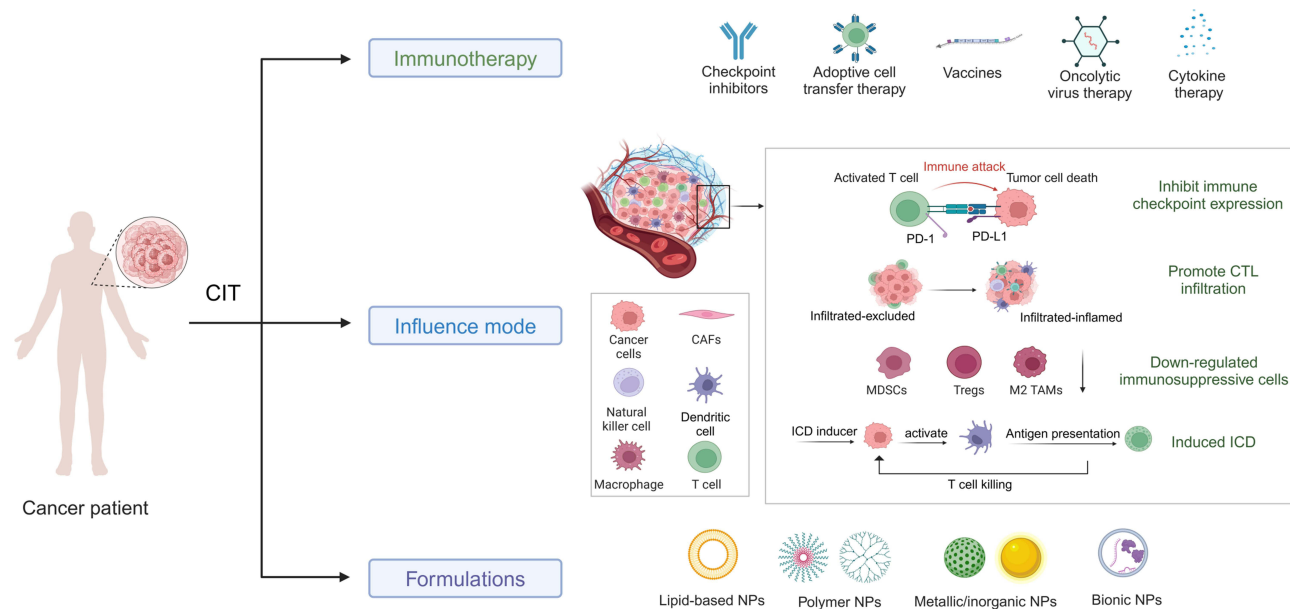 Immunotherapy
Checkpoint
inhibitors
Adoptive cell
transfer therapy
Vaccines
Oncolytic
virus therapy
Cytokine
therapy
Cancer patient
CIT
Influence mode
Cancer
cells
CAFs
Natural
killer cell
Dendritic
cell
Macrophage
T cell
Activated T cell
Immune attack
Tumor cell death
PD-1
PD-L1
Inhibit immune
checkpoint expression
Infiltrated-excluded
Infiltrated-inflamed
Promote CTL
infiltration
MDSCs
Tregs
M2 TAMs
Down-regulated
immunosuppressive cells
ICD inducer
activate
Antigen presentation
Induced ICD
T cell killing
Formulations
Lipid-based NPs
Polymer NPs
Metallic/inorganic NPs
Bionic NPs